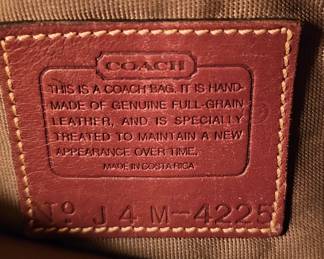 COACH
THIS IS A COACH BAG. IT IS HAND-
MADE OF GENUINE FULL-GRAIN
LEATHER, AND IS SPECIALLY
TREATED TO MAINTAIN A NEW
APPEARANCE OVER TIME.
MADE IN COSTA RICA
Nº J4M-4225